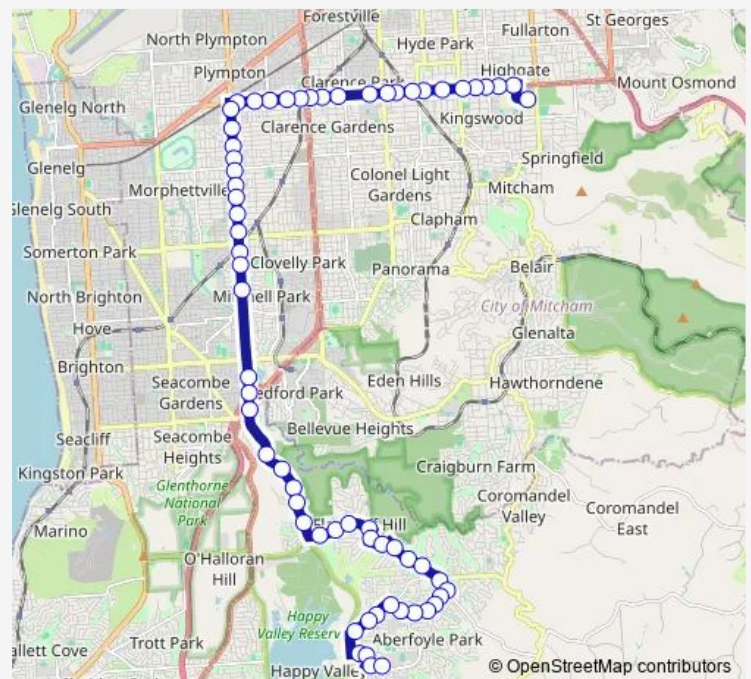 Forestville
St Georges
Fullarton
North Plympton
Hyde Park
Plympton
Clarence Park
Highgate
Mount Osmond
Glenelg North
Clarence Gardens
Kingswood
Springfield
Glenelg
Colonel Light
Gardens
Mitcham
Morphettville
Glenelg South
Clapham
Somerton Park
Clovelly Park
Panorama
Belair
North Brighton
Mitchell Park
City of Mitcham
Hove
Glenalta
Brighton
Seacombe
Gardens
edford Park
Eden Hills
Hawthorndene
Seacliff
Seacombe
Heights
Bellevue Heights
Kingston Park
Craigburn Farm
Glenthorne
National
Park
Coromandel
Valley
Coromandel
East
Marino
Hill
O'Halloran
Hill
Happy
Valley Reserv
allett Cove
Trott Park
Aberfoyle Park
Happy Valley
© OpenStreetMap contributors